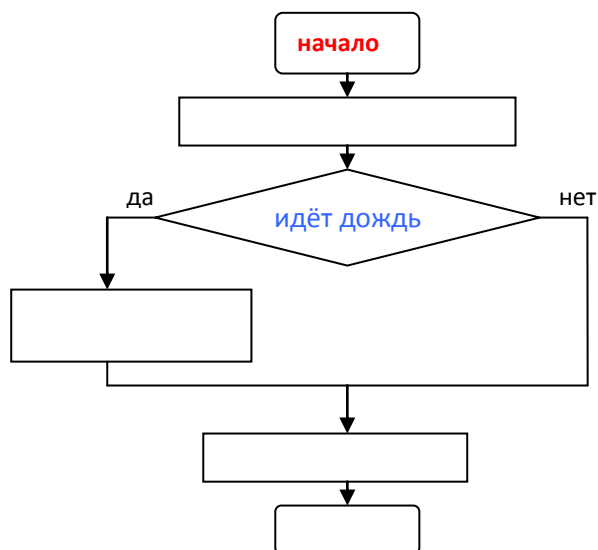 начало
да
нет
идёт дождь